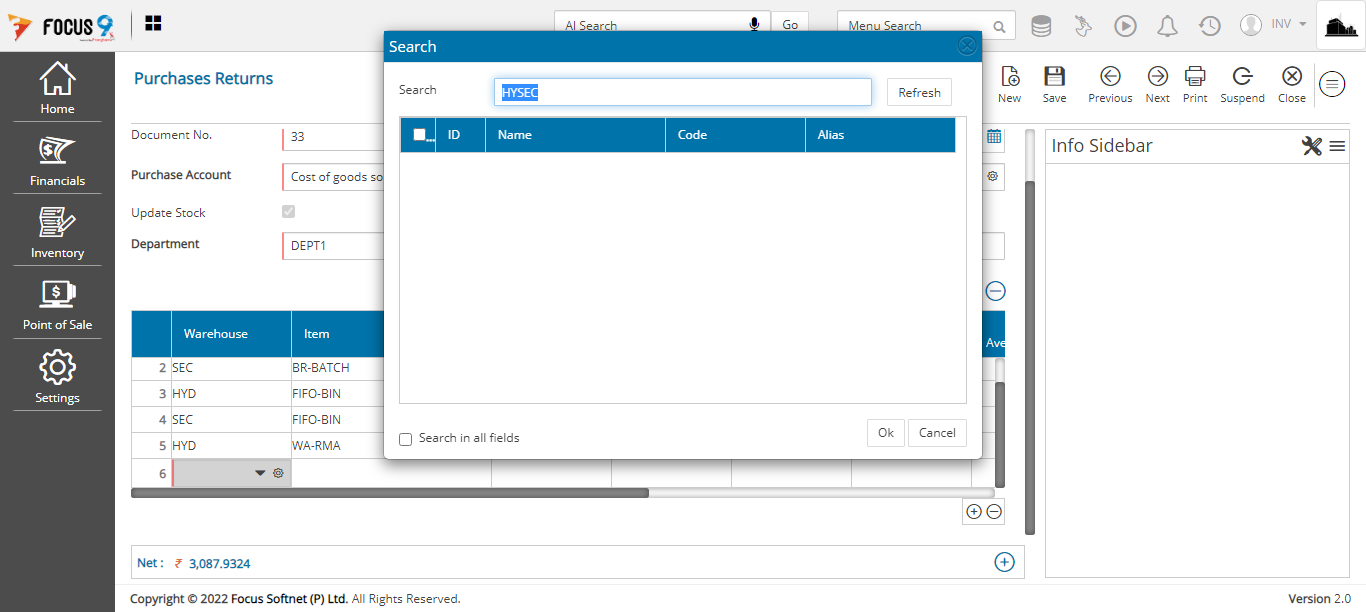 FOCUS 9
AI Search
Go
Menu Search
INV
Home
Financials
Inventory
Point of Sale
Settings
Purchases Returns
New
Save
Previous
Next
Print
Suspend
Close
Document No.
33
Purchase Account
Cost of goods so
Update Stock
Department
DEPT1
Warehouse
Item
Ave
2 SEC BR-BATCH
3 HYD FIFO-BIN
4 SEC FIFO-BIN
5 HYD WA-RMA
6
Search
Search
HYSEC
Refresh
...
ID
Name
Code
Alias
Search in all fields
Ok
Cancel
Info Sidebar
Net : ₹ 3,087.9324
Copyright © 2022 Focus Softnet (P) Ltd. All Rights Reserved.
Version 2.0